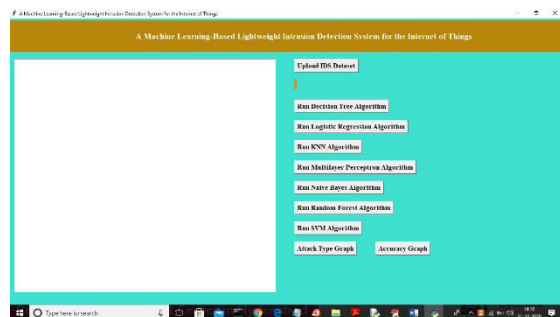 A Machine Learning-Based Lightweight Intrusion Detection System for the Internet of Things
A Machine Learning-Based Lightweight Intrusion Detection System for the Internet of Things
Upload IDS Dataset
Run Decision Tree Algorithm
Run Logistic Regression Algorithm
Run KNN Algorithm
Run Multilayer Perceptron Algorithm
Run Naive Bayes Algorithm
Run Random Forest Algorithm
Run SVM Algorithm
Attack Type Graph Accuracy Graph
Type here to search